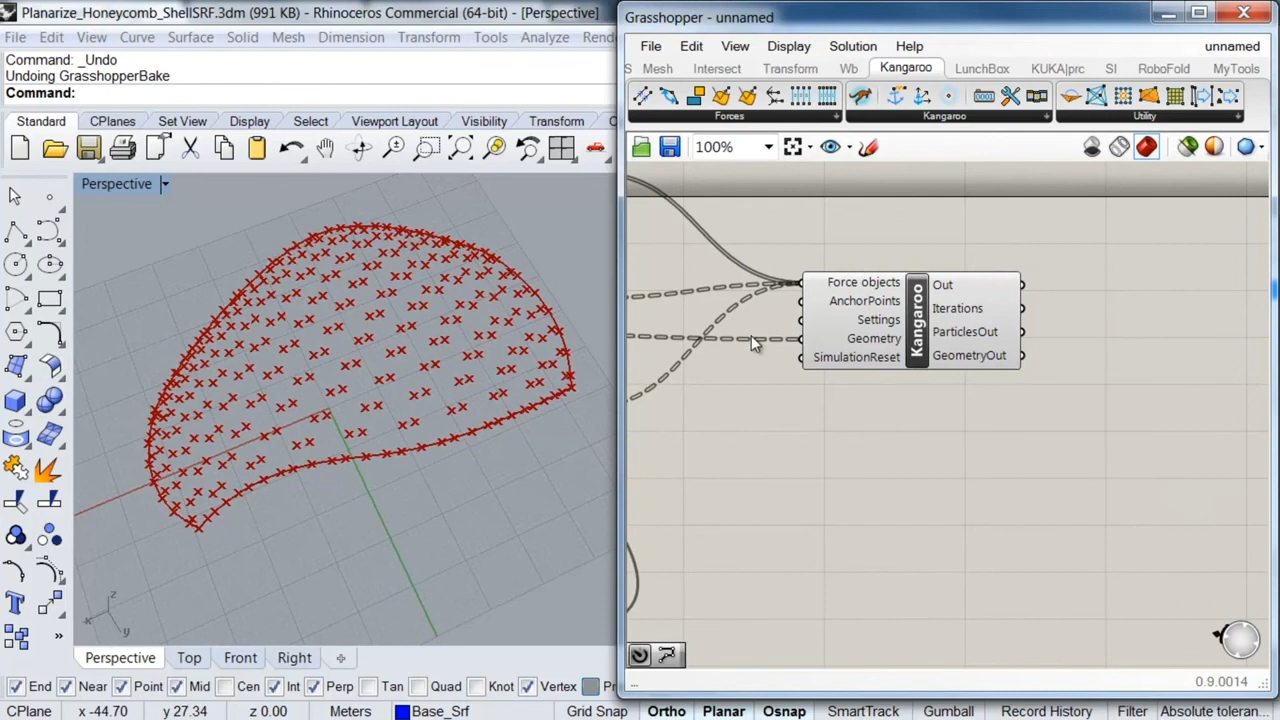 Planarize_Honeycomb_ShellSRF.3dm (991 KB) - Rhinoceros Commercial (64-bit) - [Perspective]
File Edit View Curve Surface Solid Mesh Dimension Transform Tools Analyze
Command: _Undo
Undoing GrasshopperBake
Command:
Standard CPlanes Set View Display Select Viewport Layout Visibility Transform
Perspective
z
x
y
Perspective Top Front Right
End Near Point Mid Cen Int Perp Tan Quad Knot Vertex
CPlane x -44.70 y 27.34 z 0.00 Meters Base_Srf Grid Snap Ortho Planar Osnap SmartTrack Gumball Record History Filter Absolute toleran...
Grasshopper - unnamed
File Edit View Display Solution Help unnamed
S Mesh Intersect Transform Wb Kangaroo LunchBox KUKA|prc SI RoboFold MyTools
Forces Kangaroo Utility
100%
Force objects
AnchorPoints
Settings
Geometry
SimulationReset
Kangaroo
Out
Iterations
ParticlesOut
GeometryOut
0.9.0014